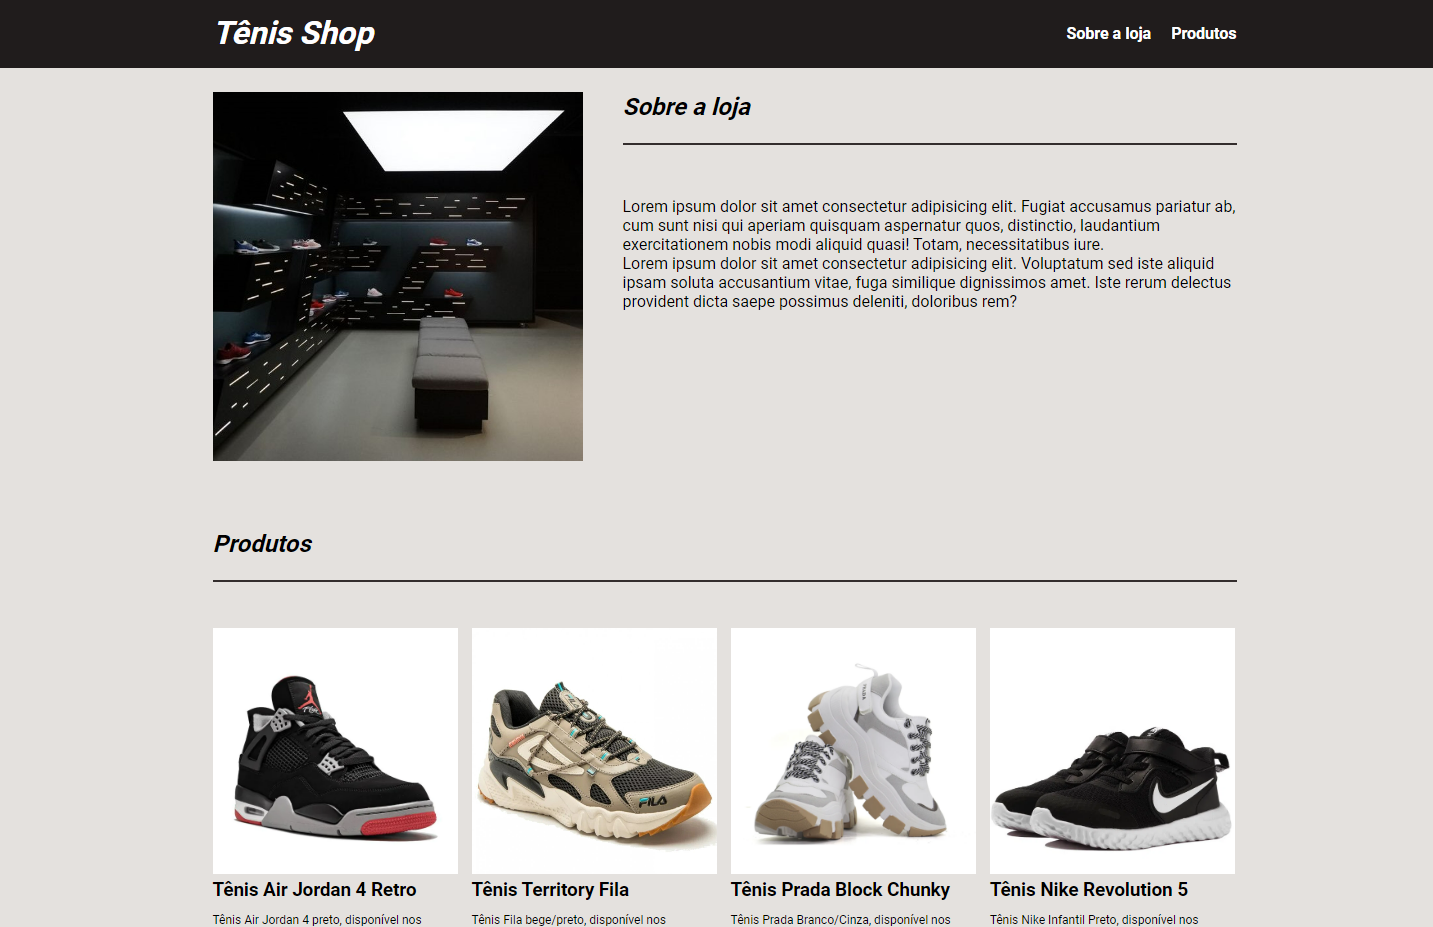 Tênis Shop
Sobre a loja Produtos
Sobre a loja
Lorem ipsum dolor sit amet consectetur adipisicing elit. Fugiat accusamus pariatur ab,
cum sunt nisi qui aperiam quisquam aspernatur quos, distinctio, laudantium
exercitationem nobis modi aliquid quasi! Totam, necessitatibus iure.
Lorem ipsum dolor sit amet consectetur adipisicing elit. Voluptatum sed iste aliquid
ipsam soluta accusantium vitae, fuga similique dignissimos amet. Iste rerum delectus
provident dicta saepe possimus deleniti, doloribus rem?
Produtos
FILA
Tênis Air Jordan 4 Retro
Tênis Air Jordan 4 preto, disponível nos
Tênis Territory Fila
Tênis Fila bege/preto, disponível nos
Tênis Prada Block Chunky
Tênis Prada Branco/Cinza, disponível nos
Tênis Nike Revolution 5
Tênis Nike Infantil Preto, disponível nos